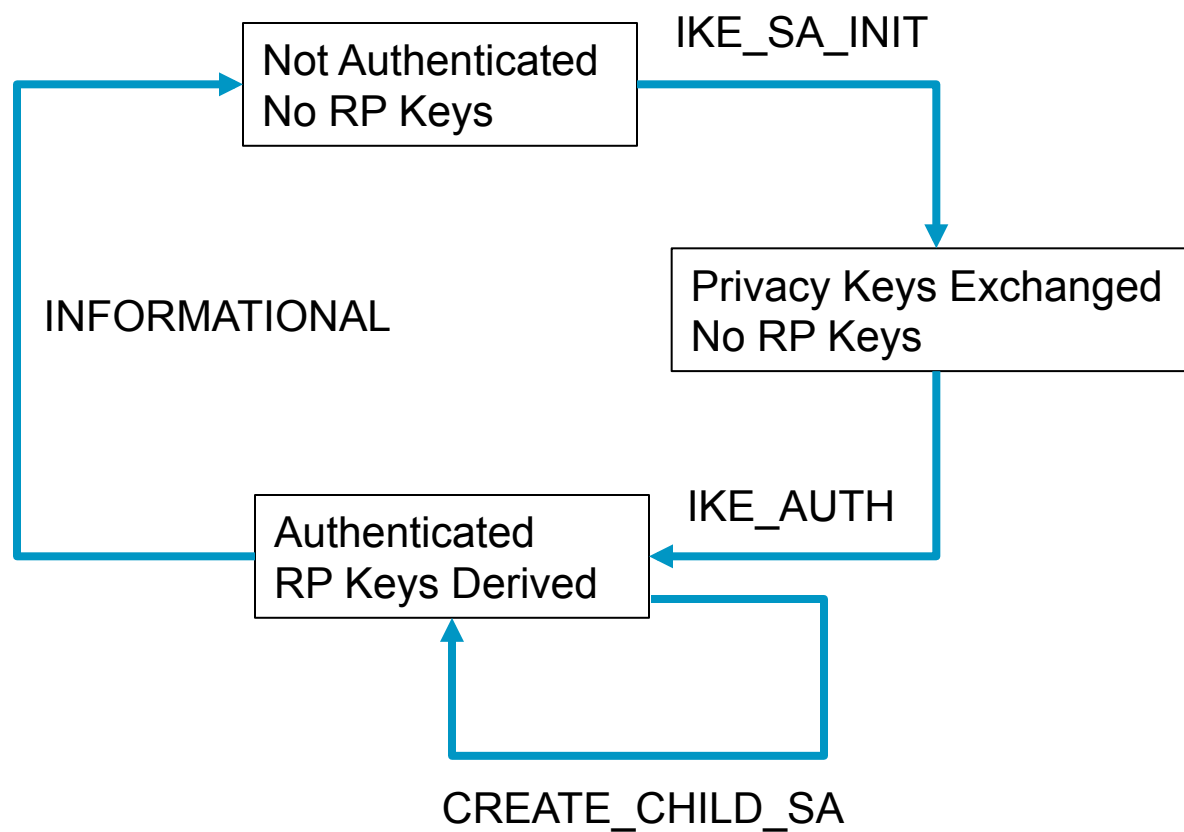 IKE_SA_INIT
Not Authenticated
No RP Keys
Privacy Keys Exchanged
No RP Keys
INFORMATIONAL
IKE_AUTH
Authenticated
RP Keys Derived
CREATE_CHILD_SA